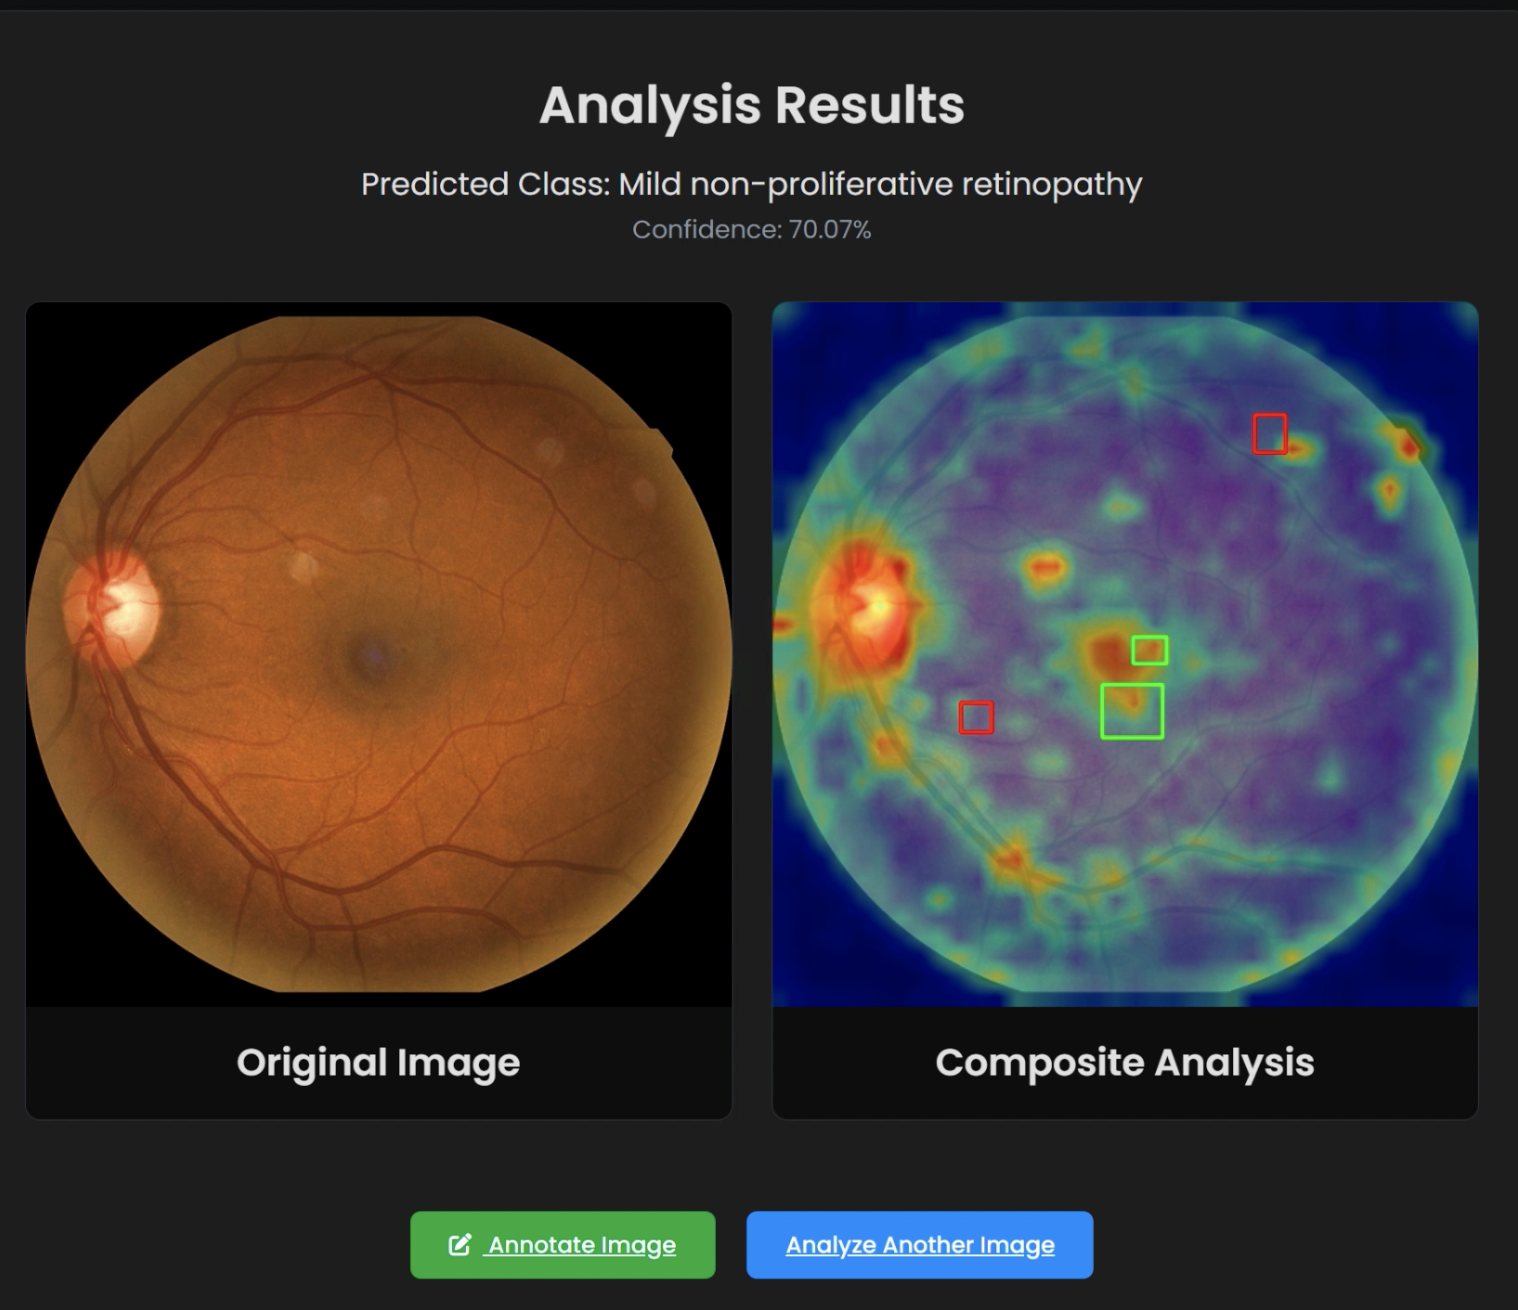 Analysis Results
Predicted Class: Mild non-proliferative retinopathy
Confidence: 70.07%
Original Image
Composite Analysis
Annotate Image
Analyze Another Image